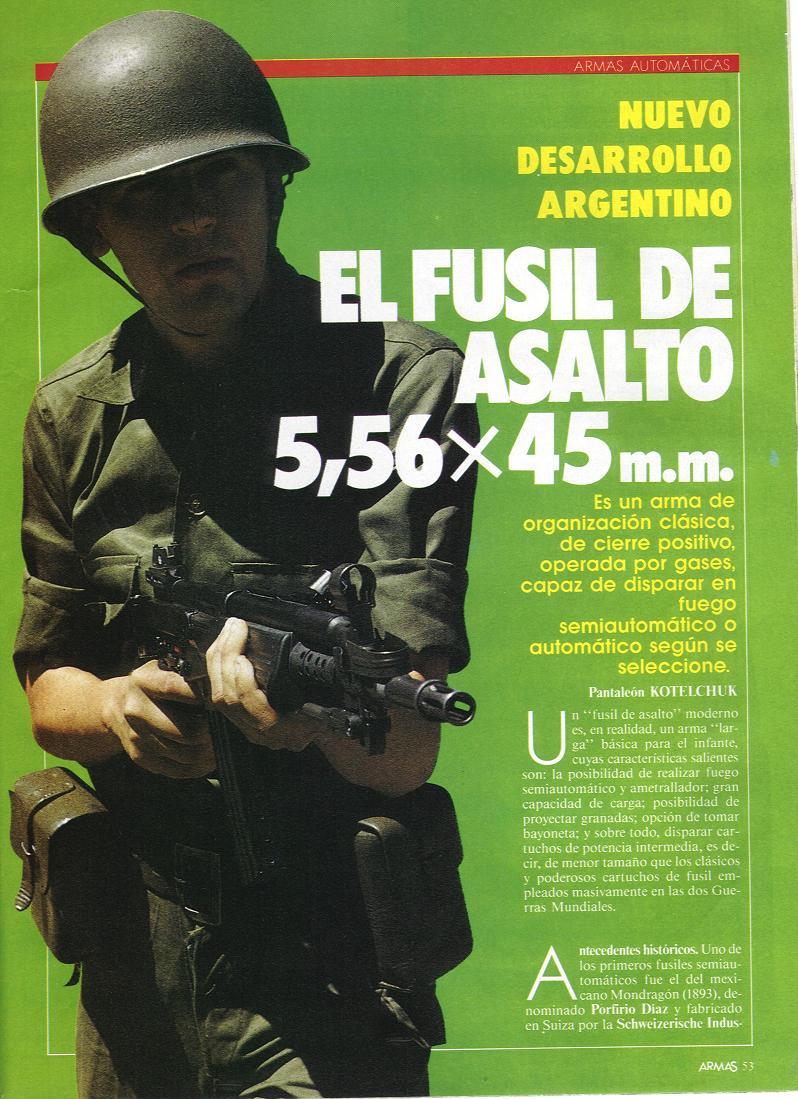 ARMAS AUTOMÁTICAS
NUEVO
DESARROLLO
ARGENTINO
EL FUSIL DE
ASALTO
5,56×45 m.m.
Es un arma de
organización clásica,
de cierre positivo,
operada por gases,
capaz de disparar en
fuego
semiautomático o
automático según se
seleccione.
Pantaleón KOTELCHUK
Un "fusil de asalto" moderno
es, en realidad, un arma "lar-
ga" básica para el infante,
cuyas características salientes
son: la posibilidad de realizar fuego
semiautomático y ametrallador; gran
capacidad de carga; posibilidad de
proyectar granadas; opción de tomar
bayoneta; y sobre todo, disparar car-
tuchos de potencia intermedia, es de-
cir, de menor tamaño que los clásicos
y poderosos cartuchos de fusil em-
pleados masivamente en las dos Gue-
rras Mundiales.
Antecedentes históricos. Uno de
los primeros fusiles semiau-
tomáticos fue el del mexi-
cano Mondragón (1893), de-
nominado Porfirio Díaz y fabricado
en Suiza por la Schweizerische Indus-
ARMAS 53